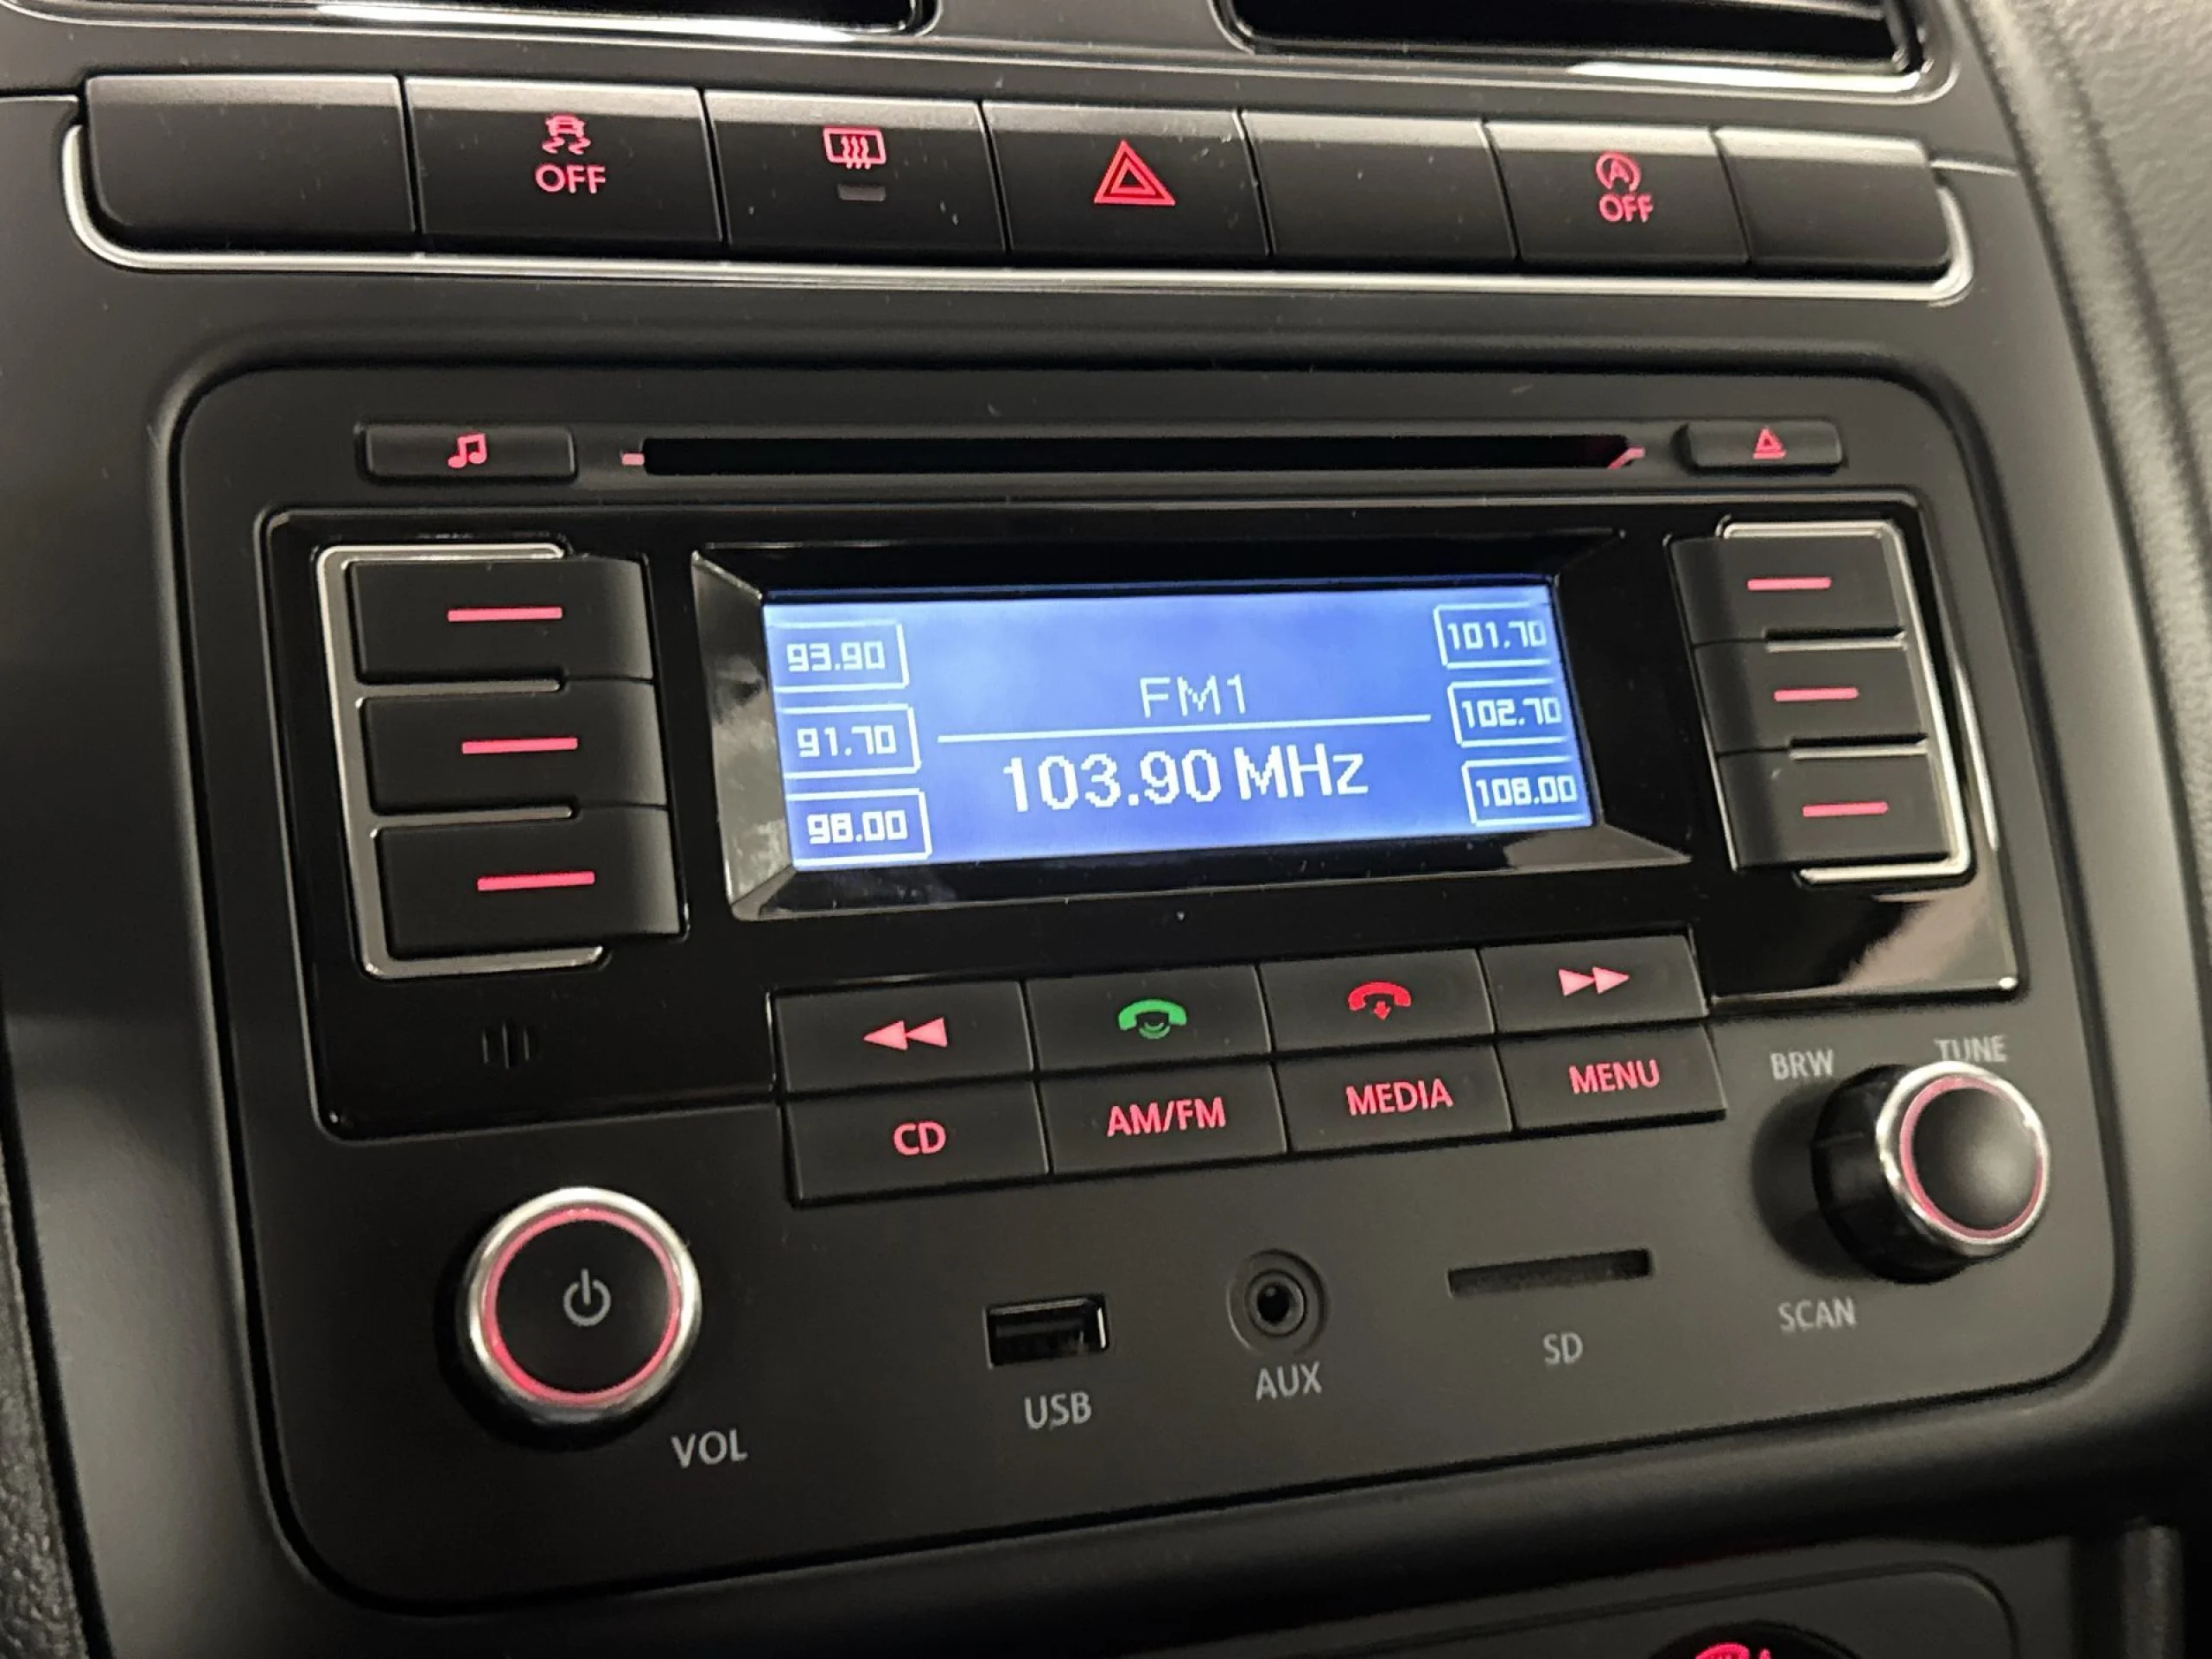 OFF
A
OFF
93.90
101.70
91.70
FM1
102.70
98.00
103.90 MHz
108.00
CD
AM/FM
MEDIA
MENU
BRW
TUNE
SCAN
VOL
USB
AUX
SD